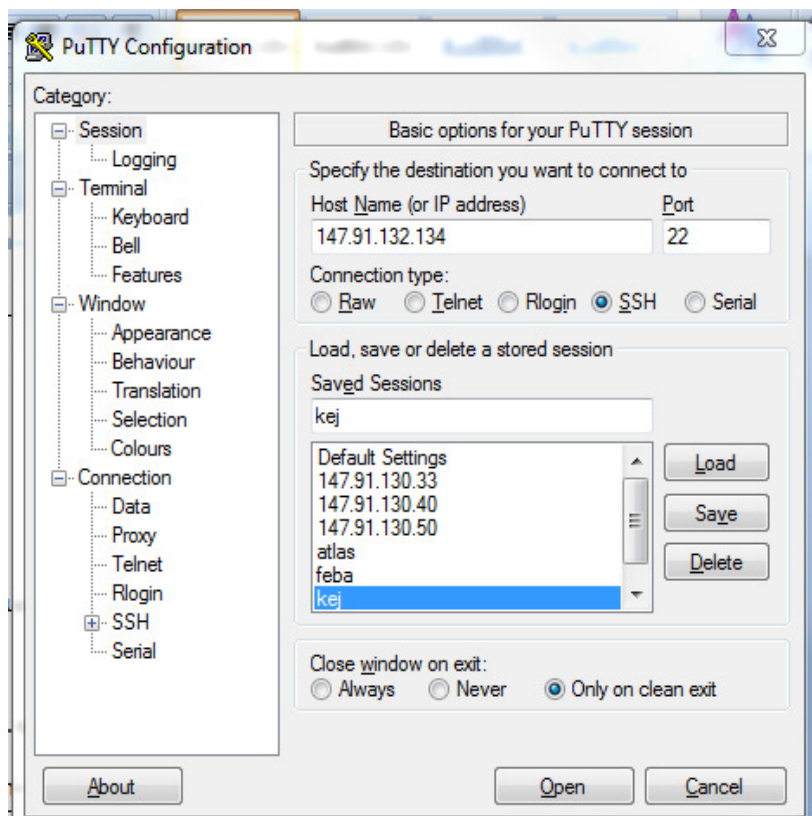 PuTTY Configuration
Category:
Session
Logging
Terminal
Keyboard
Bell
Features
Window
Appearance
Behaviour
Translation
Selection
Colours
Connection
Data
Proxy
Telnet
Rlogin
SSH
Serial
Basic options for your PuTTY session
Specify the destination you want to connect to
Host Name (or IP address) Port
147.91.132.134 22
Connection type:
Raw Telnet Rlogin SSH Serial
Load, save or delete a stored session
Saved Sessions
kej
Default Settings
147.91.130.33
147.91.130.40
147.91.130.50
atlas
feba
kej
Load
Save
Delete
Close window on exit:
Always Never Only on clean exit
About Open Cancel